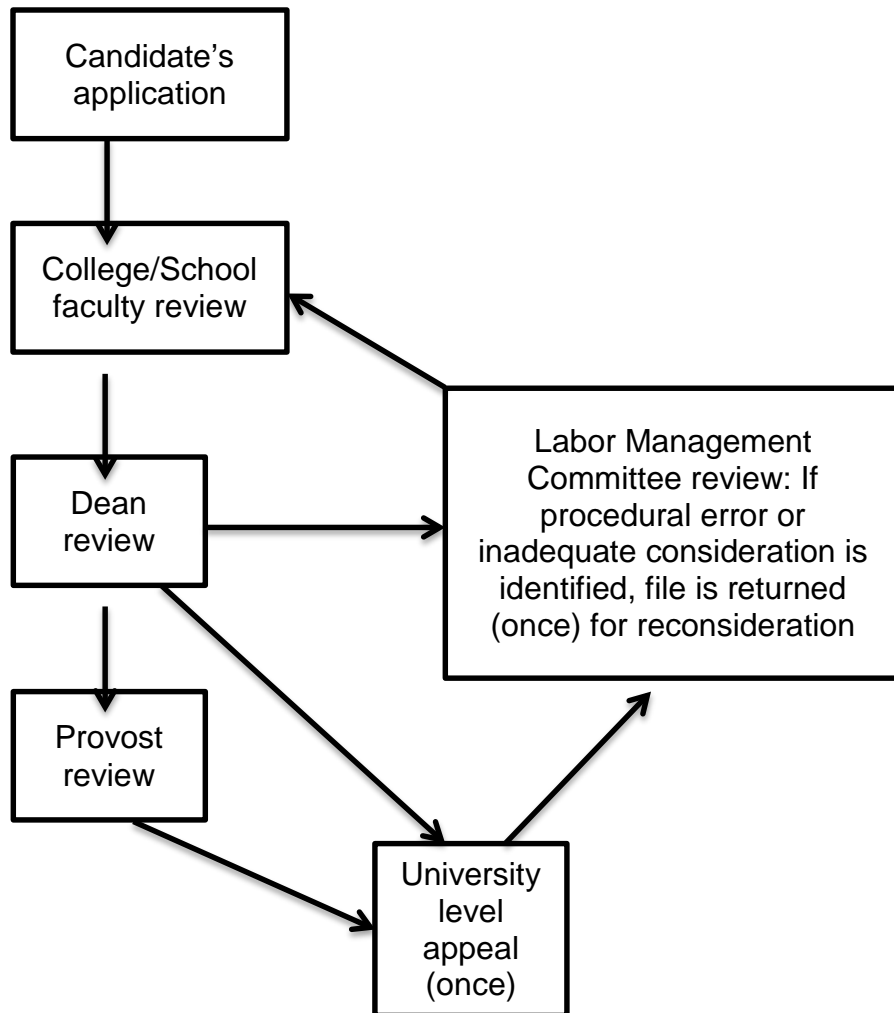 Candidate’s
application
College/School
faculty review
Dean
review
Labor Management
Committee review: If
procedural error or
inadequate consideration is
identified, file is returned
(once) for reconsideration
Provost
review
University
level
appeal
(once)